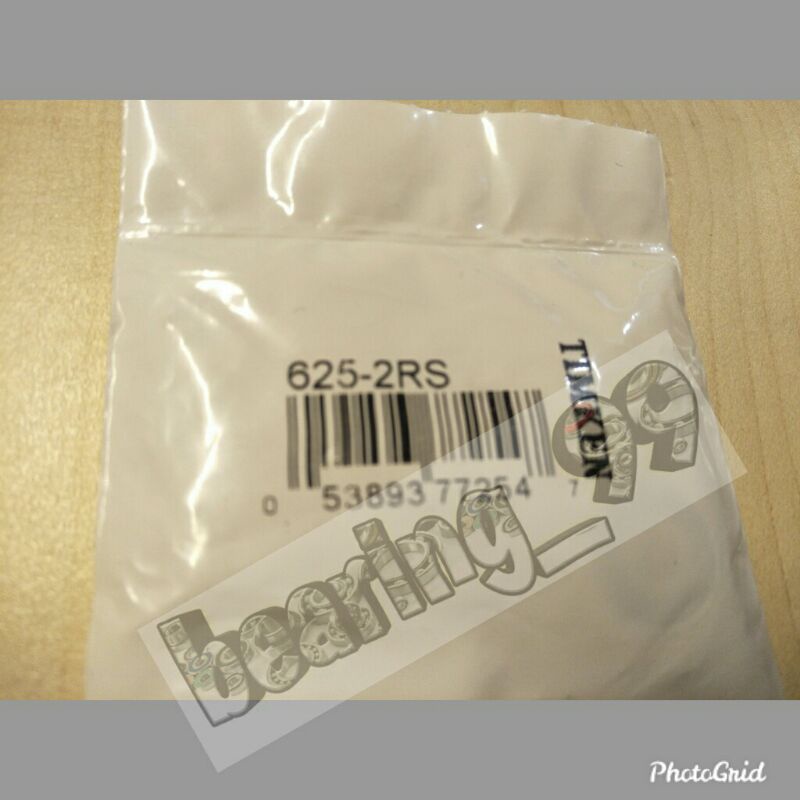 625-2RS
TIMKEN
0 53893 77254 7
bearing_99
PhotoGrid